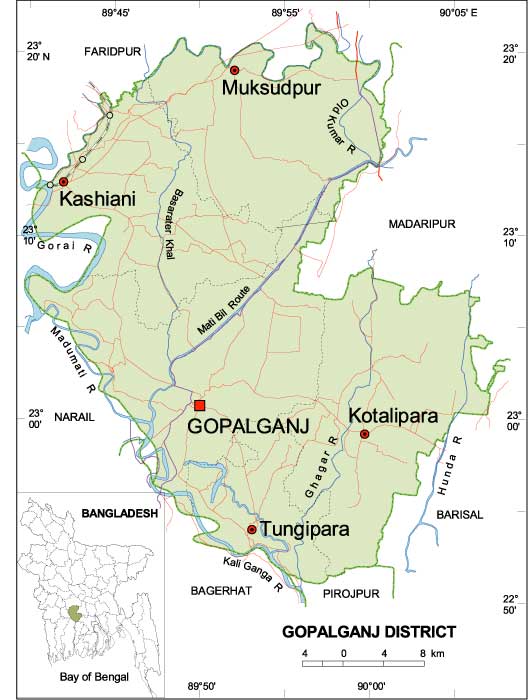 89°45'
89°55'
90°05' E
23°
20' N
23°
20'
FARIDPUR
Muksudpur
Old
Kumar R
Kashiani
Basarater Khal
MADARIPUR
23°
10'
23°
10'
Gorai R
Mati Bil Route
Madumati R
NARAIL
23°
00'
23°
00'
GOPALGANJ
Kotalipara
Ghagar R
Hunda R
BANGLADESH
BARISAL
Tungipara
Kali Ganga R
BAGERHAT
PIROJPUR
22°
50'
GOPALGANJ DISTRICT
4 0 4 8 km
Bay of Bengal
89°50'
90°00'